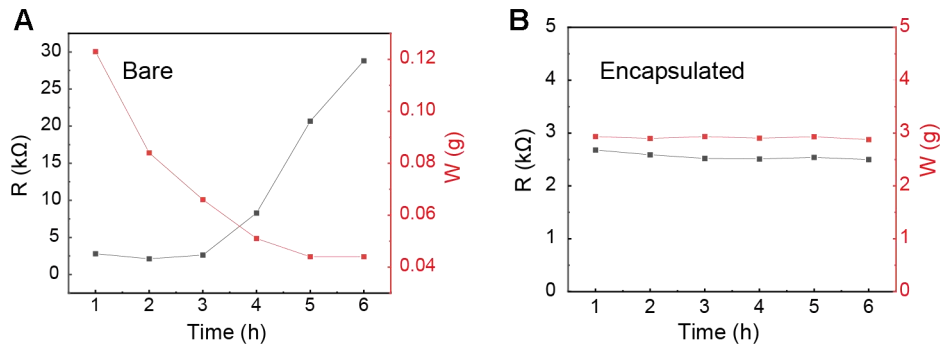 A
Bare
R (kΩ)
30
25
20
15
10
5
0
0.12
0.10
0.08
0.06
0.04
W (g)
1 2 3 4 5 6
Time (h)
B
Encapsulated
R (kΩ)
5
4
3
2
1
0
5
4
3
2
1
0
W (g)
1 2 3 4 5 6
Time (h)